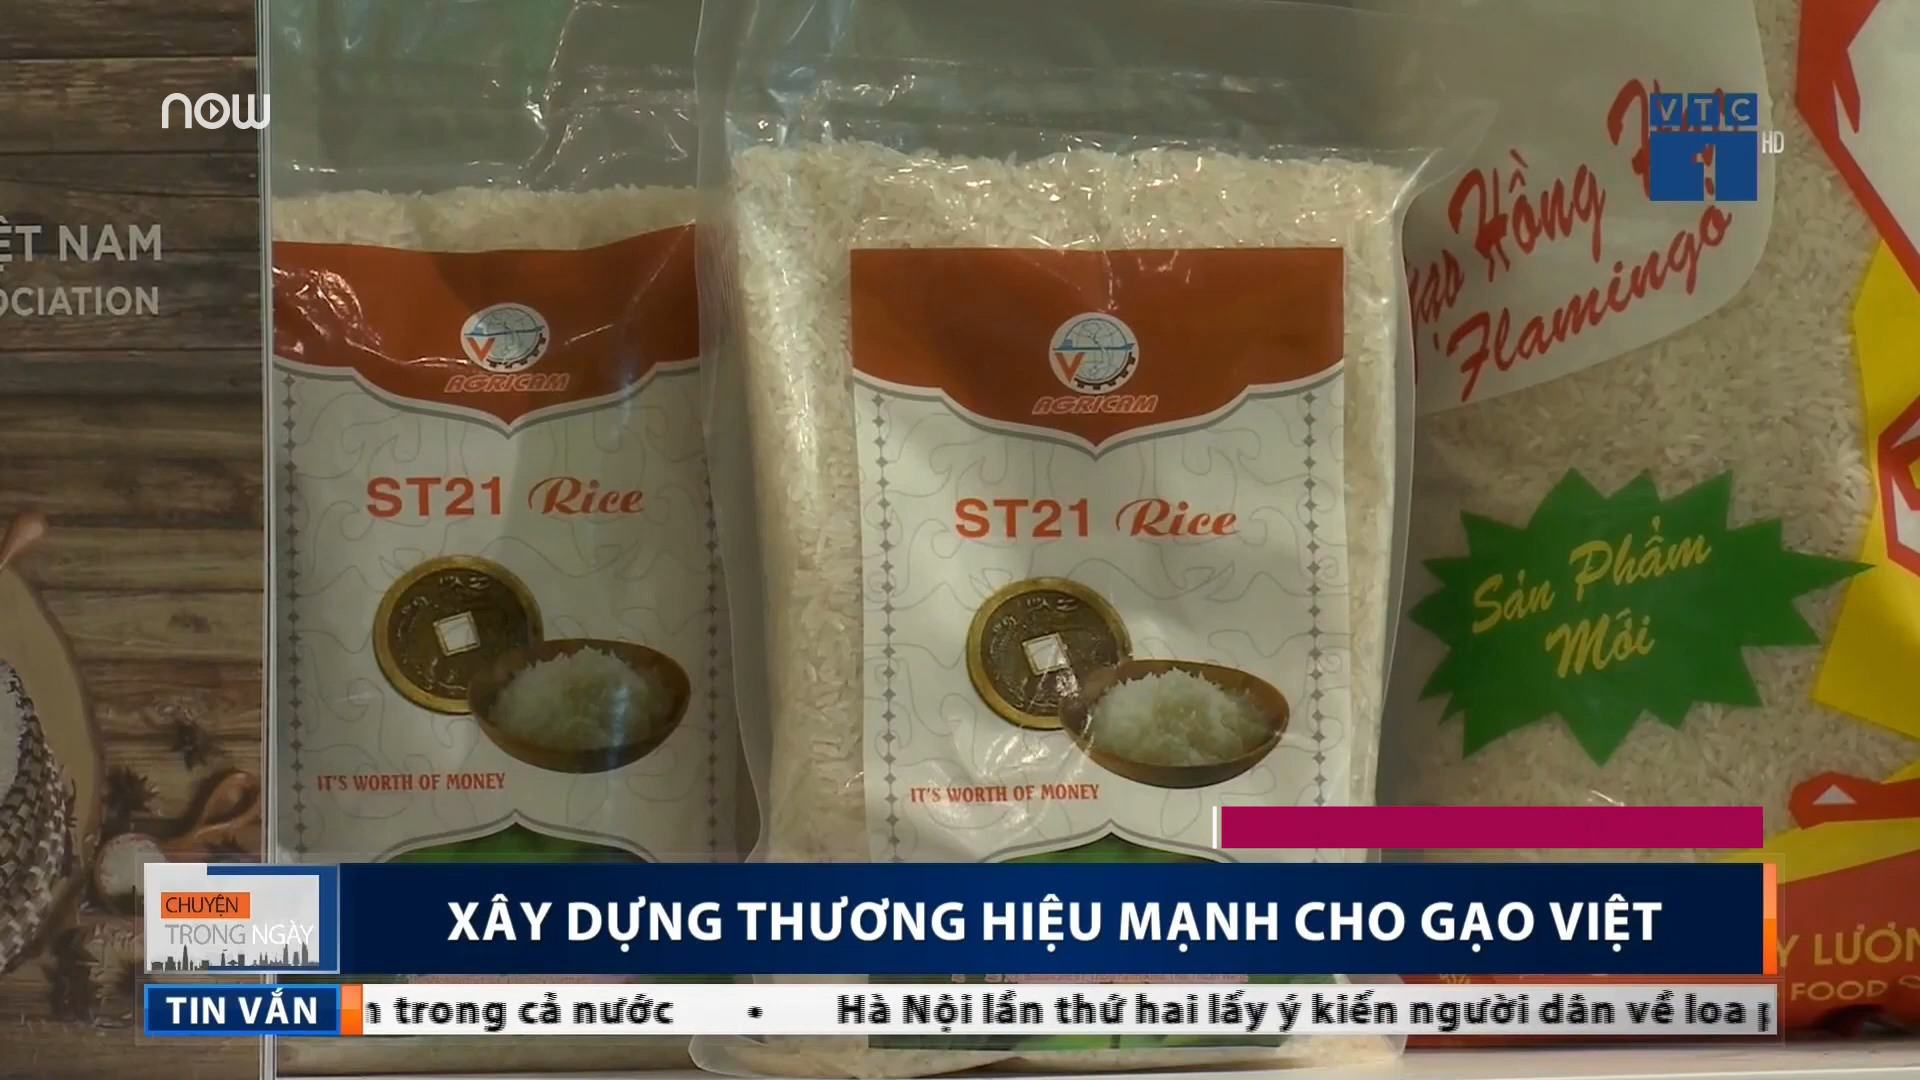 now
VTC
1
HD
ỆT NAM
OCIATION
AGRICAM
ST21 Rice
IT'S WORTH OF MONEY
AGRICAM
ST21 Rice
IT'S WORTH OF MONEY
Hồng
Flamingo
Sản Phẩm
Mới
CHUYỆN
TRONG NGÀY
XÂY DỰNG THƯƠNG HIỆU MẠNH CHO GẠO VIỆT
Y LƯƠN
FOOD
TIN VẮN
n trong cả nước • Hà Nội lần thứ hai lấy ý kiến người dân về loa p